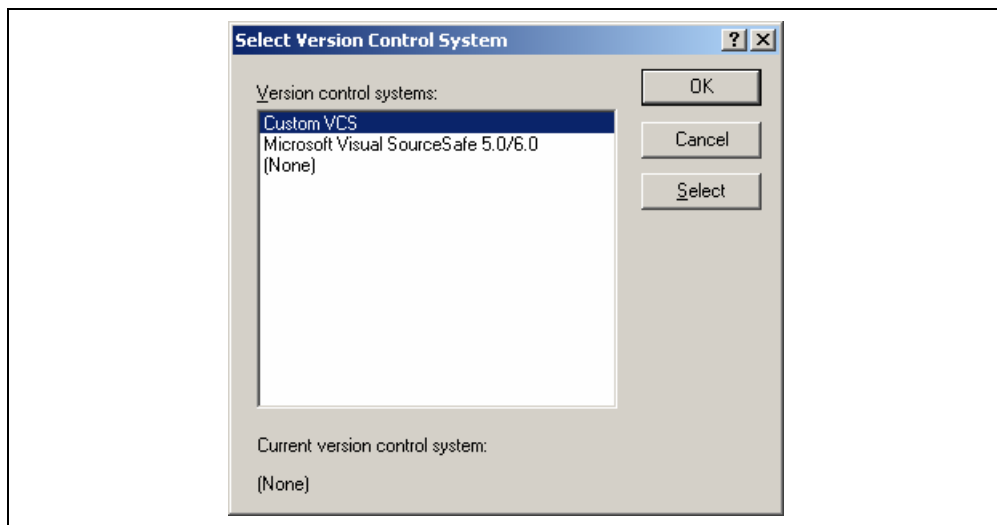 Select Version Control System
Version control systems:
OK
Custom VCS
Microsoft Visual SourceSafe 5.0/6.0
Cancel
(None)
Select
Current version control system:
(None)